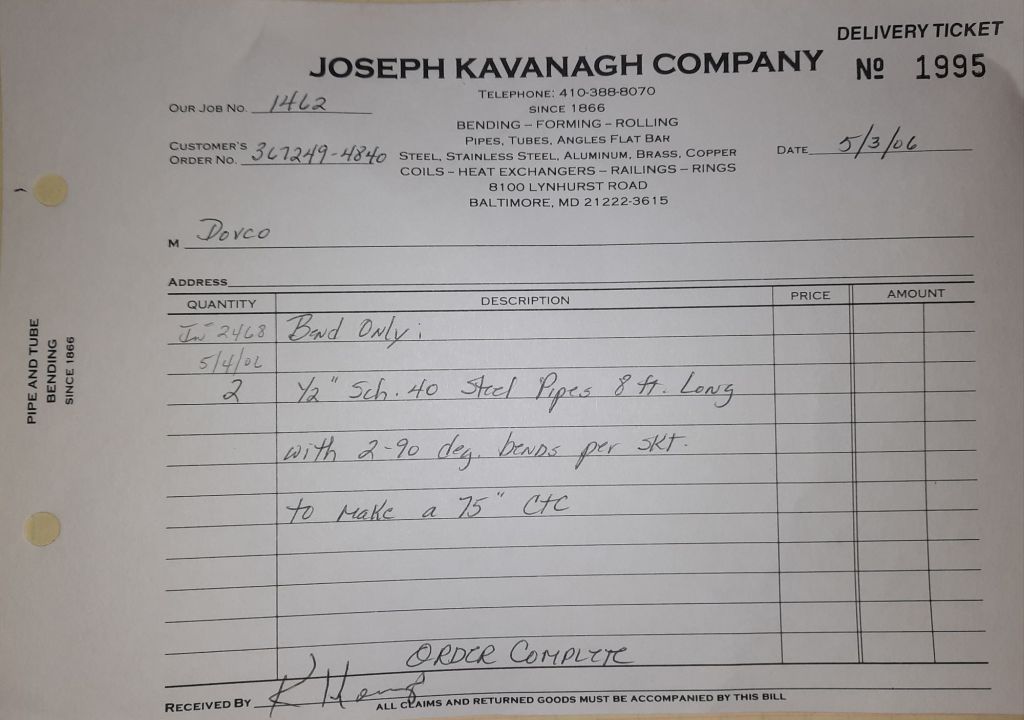 DELIVERY TICKET
JOSEPH KAVANAGH COMPANY
Nº 1995
TELEPHONE: 410-388-8070
SINCE 1866
OUR JOB NO. 1462
BENDING – FORMING – ROLLING
PIPES, TUBES, ANGLES FLAT BAR
CUSTOMER'S ORDER NO. 367249-4840
STEEL, STAINLESS STEEL, ALUMINUM, BRASS, COPPER
DATE 5/3/06
COILS – HEAT EXCHANGERS – RAILINGS – RINGS
8100 LYNHURST ROAD
BALTIMORE, MD 21222-3615
M Dovco
ADDRESS
QUANTITY DESCRIPTION PRICE AMOUNT
In 2468 Bend Only:
5/4/06
2 1/2" Sch. 40 Steel Pipes 8 ft. Long
with 2-90 deg. bends per skt.
to make a 75" CTC
ORDER COMPLETE
RECEIVED BY
ALL CLAIMS AND RETURNED GOODS MUST BE ACCOMPANIED BY THIS BILL
PIPE AND TUBE
BENDING
SINCE 1866